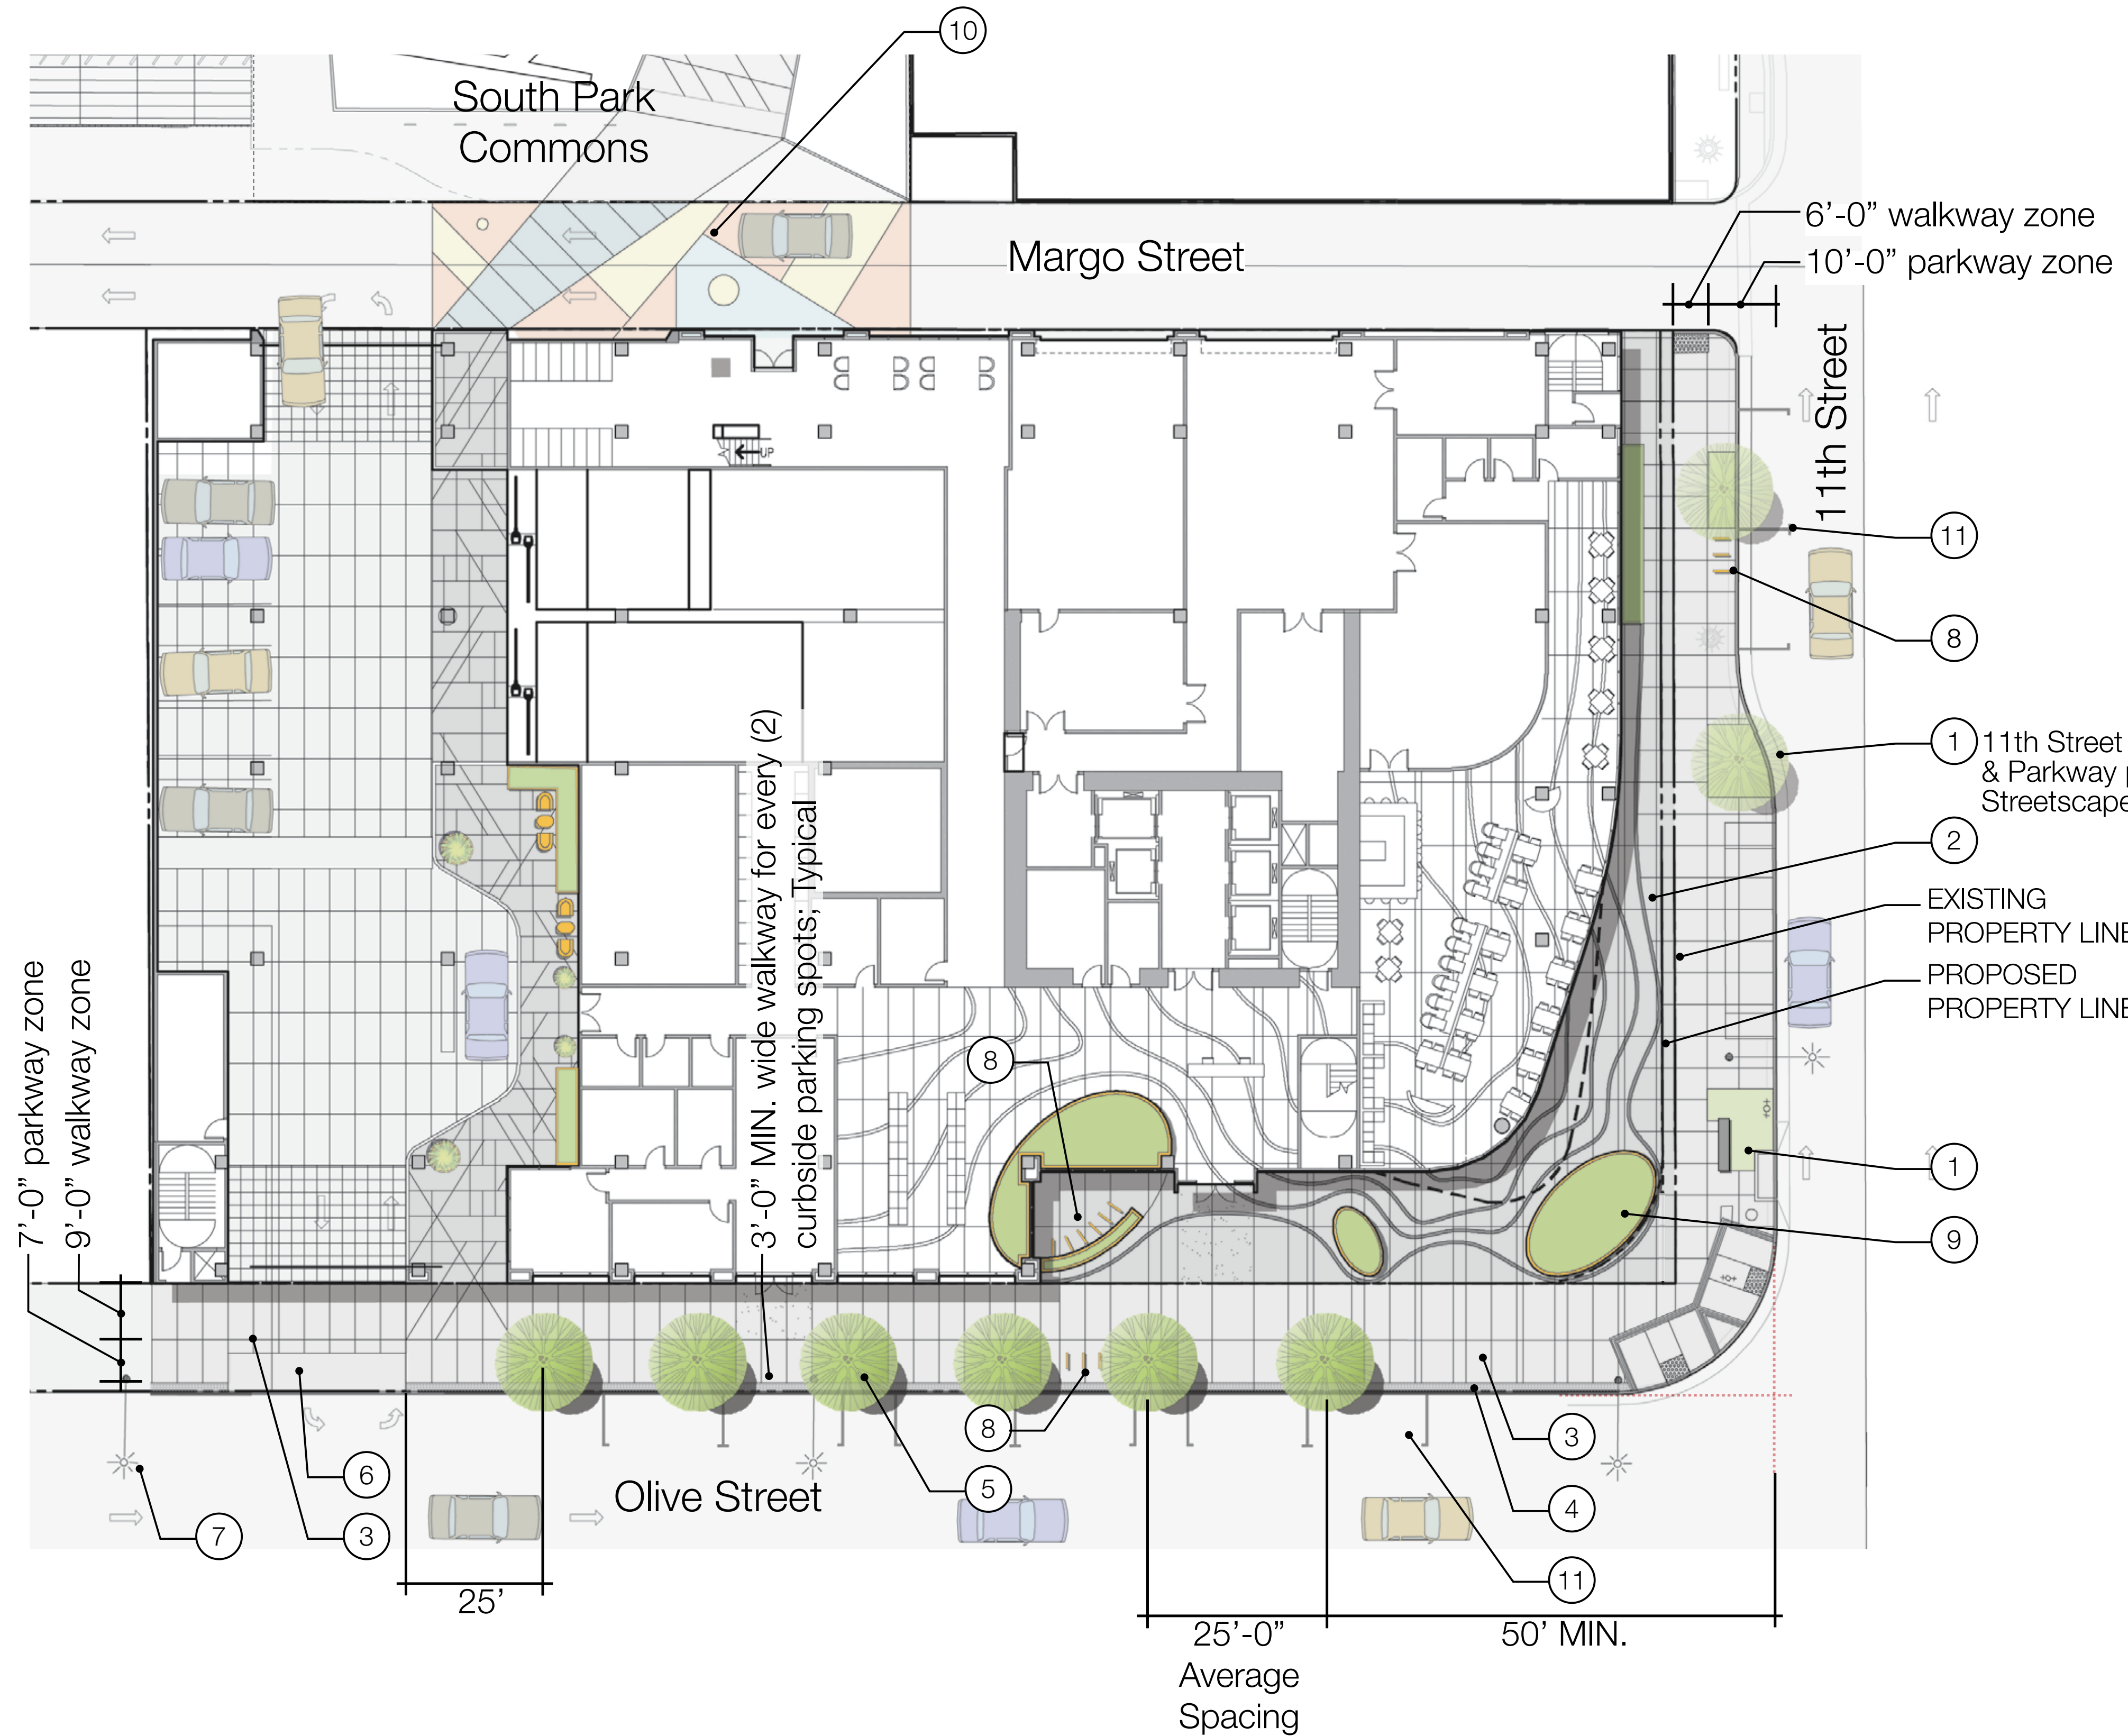 10
South Park
Commons
Margo Street
6’-0” walkway zone
10’-0” parkway zone
11th Street
UP
11
8
1
11th Street
& Parkway p
Streetscape
2
EXISTING
PROPERTY LINE
PROPOSED
PROPERTY LINE
3’-0” MIN. wide walkway for every (2)
curbside parking spots; Typical
7’-0” parkway zone
9’-0” walkway zone
8
8
1
9
8
3
6
5
Olive Street
4
7
3
11
25’
25’-0”
Average
Spacing
50’ MIN.